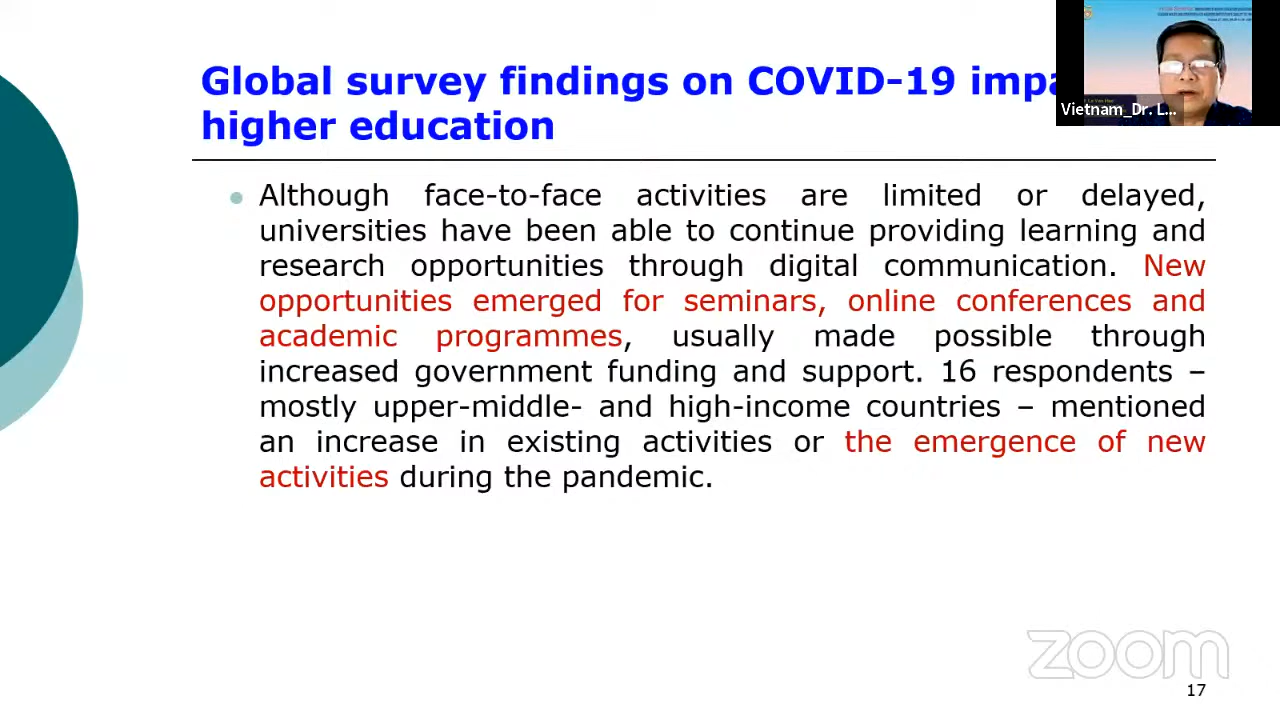 Global survey findings on COVID-19
higher education
Vietnam_Dr. L...
Although face-to-face activities are limited or delayed,
universities have been able to continue providing learning and
research opportunities through digital communication. New
opportunities emerged for seminars, online conferences and
academic programmes, usually made possible through
increased government funding and support. 16 respondents –
mostly upper-middle- and high-income countries – mentioned
an increase in existing activities or the emergence of new
activities during the pandemic.
zoom
17